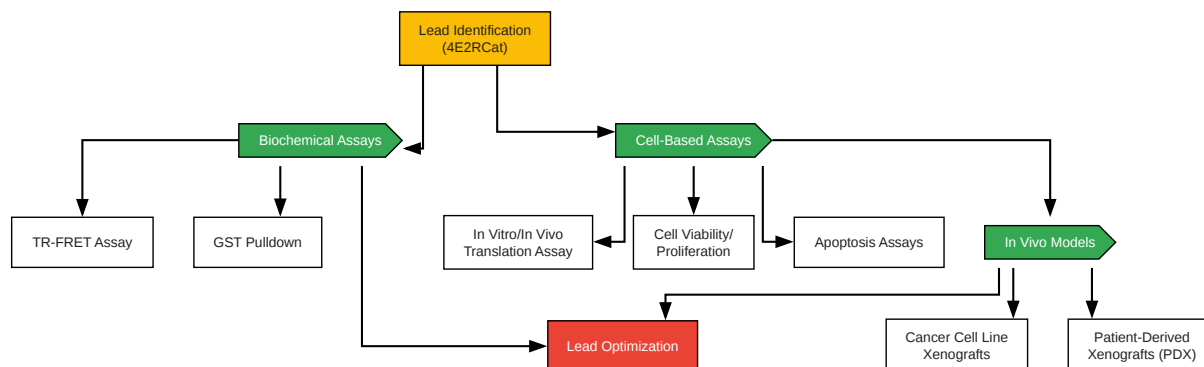 Lead Identification
(4E2RCat)
Biochemical Assays
Cell-Based Assays
TR-FRET Assay
GST Pulldown
In Vitro/In Vivo
Translation Assay
Cell Viability/
Proliferation
Apoptosis Assays
In Vivo Models
Lead Optimization
Cancer Cell Line
Xenografts
Patient-Derived
Xenografts (PDX)